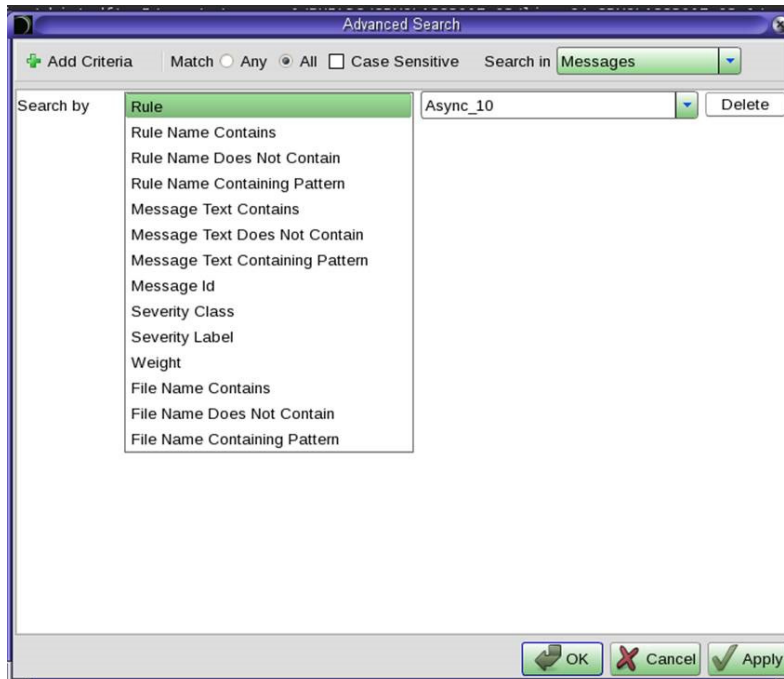 Advanced Search
Add Criteria Match Any All Case Sensitive Search in Messages
Search by Rule Async_10 Delete
Rule Name Contains
Rule Name Does Not Contain
Rule Name Containing Pattern
Message Text Contains
Message Text Does Not Contain
Message Text Containing Pattern
Message Id
Severity Class
Severity Label
Weight
File Name Contains
File Name Does Not Contain
File Name Containing Pattern
OK Cancel Apply